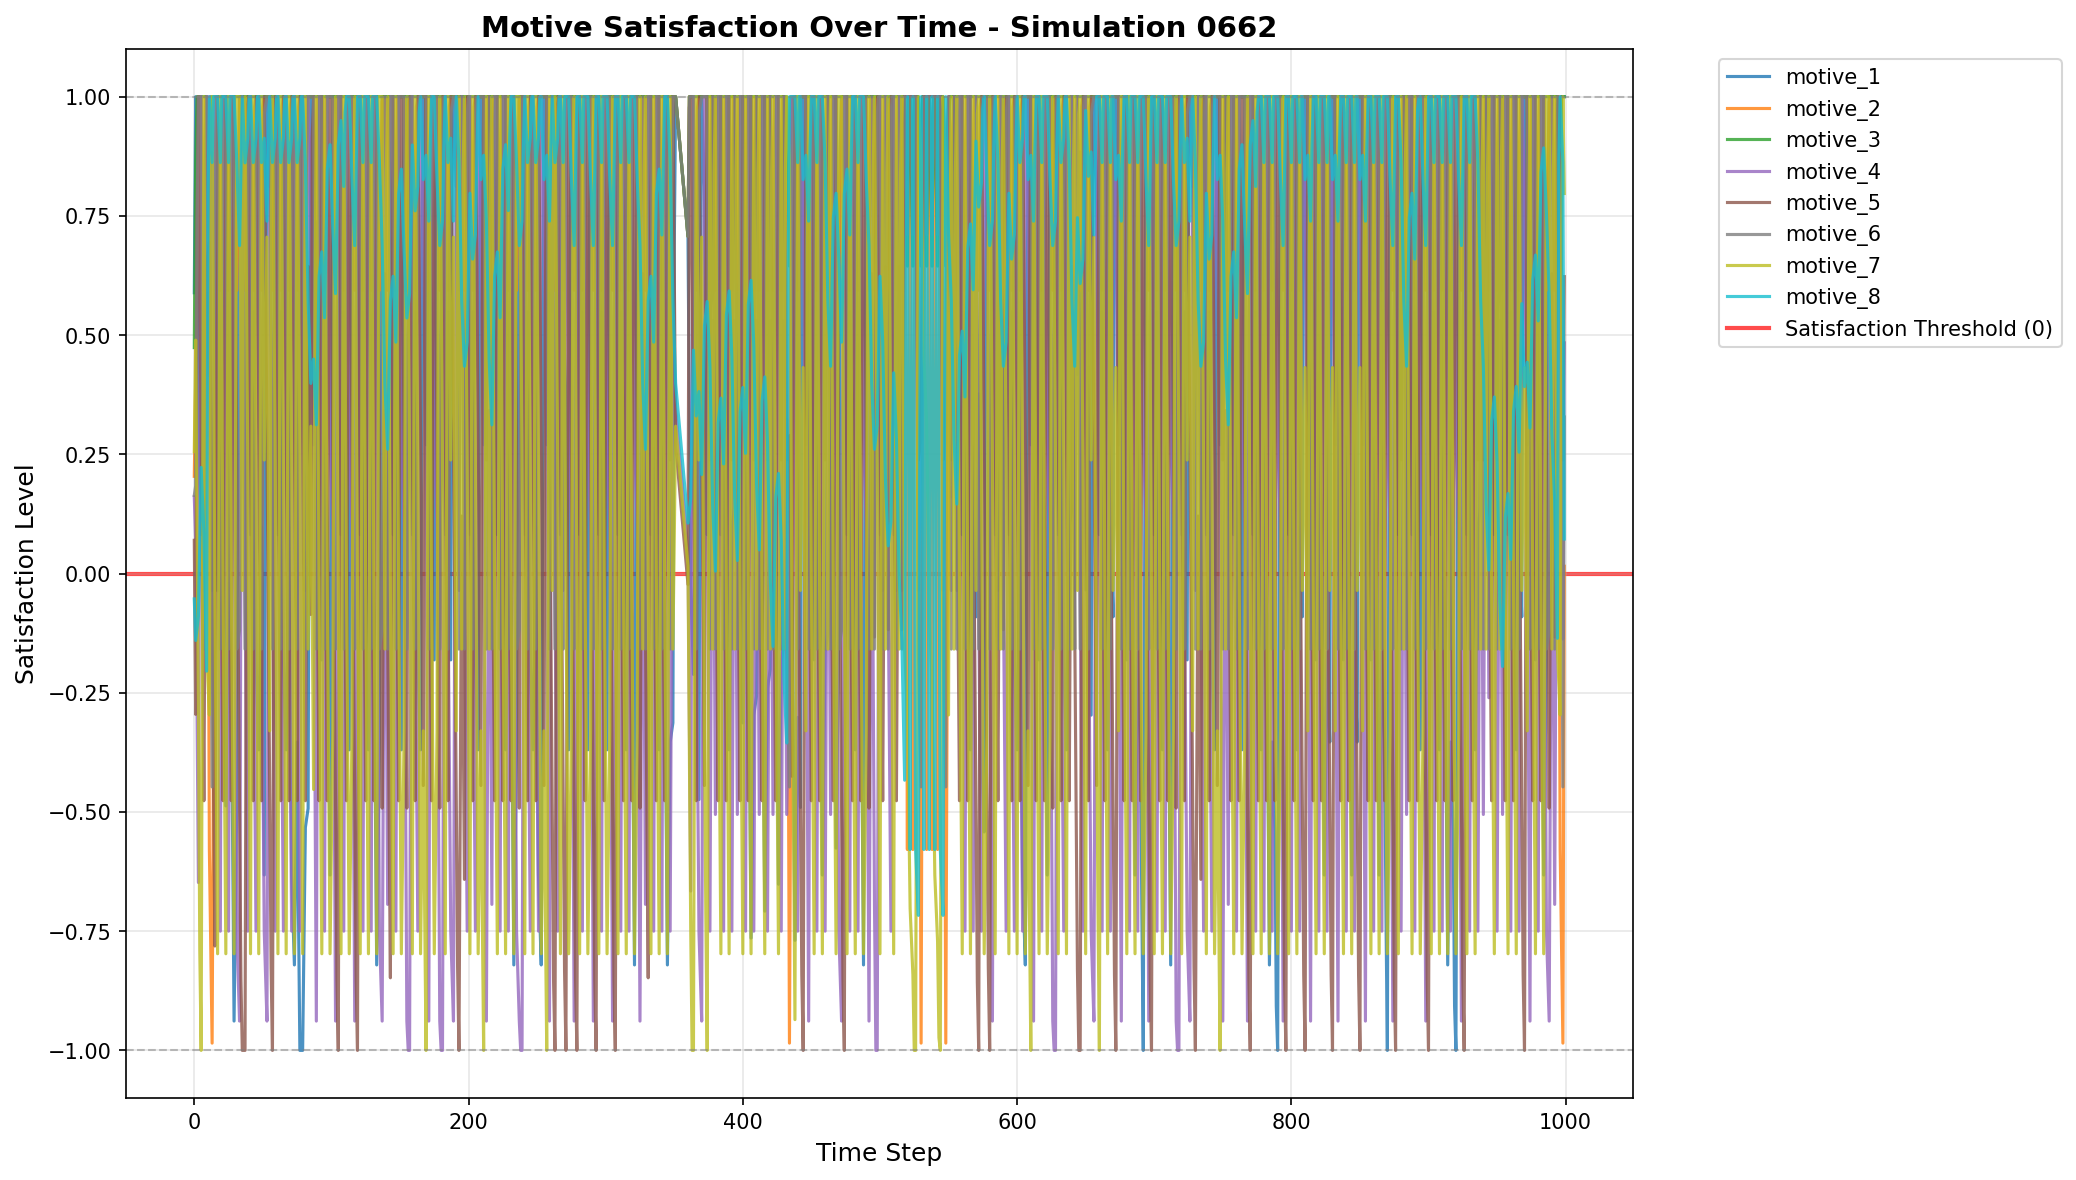 Motive Satisfaction Over Time - Simulation 0662
motive_1
motive_2
motive_3
motive_4
motive_5
motive_6
motive_7
motive_8
Satisfaction Threshold (0)
Satisfaction Level
1.00
0.75
0.50
0.25
0.00
−0.25
−0.50
−0.75
−1.00
0
200
400
600
800
1000
Time Step